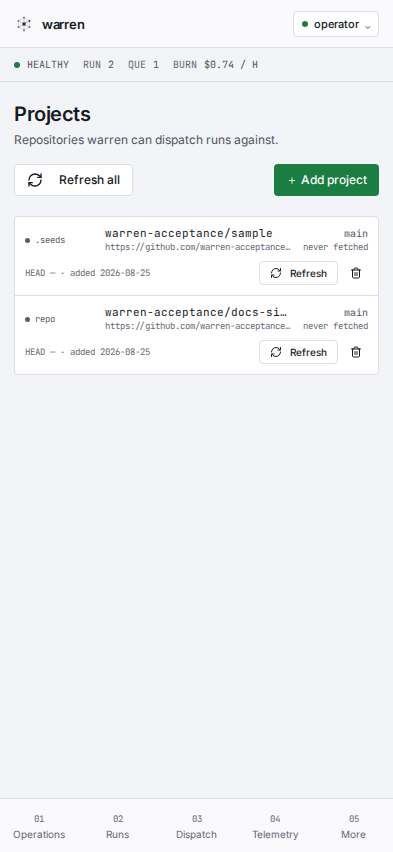 warren
operator
HEALTHY RUN 2 QUE 1 BURN $0.74 / H
Projects
Repositories warren can dispatch runs against.
Refresh all
+ Add project
.seeds warren-acceptance/sample main
https://github.com/warren-acceptance… never fetched
HEAD — · added 2026-08-25 Refresh
repo warren-acceptance/docs-si… main
https://github.com/warren-acceptance… never fetched
HEAD — · added 2026-08-25 Refresh
01 02 03 04 05
Operations Runs Dispatch Telemetry More